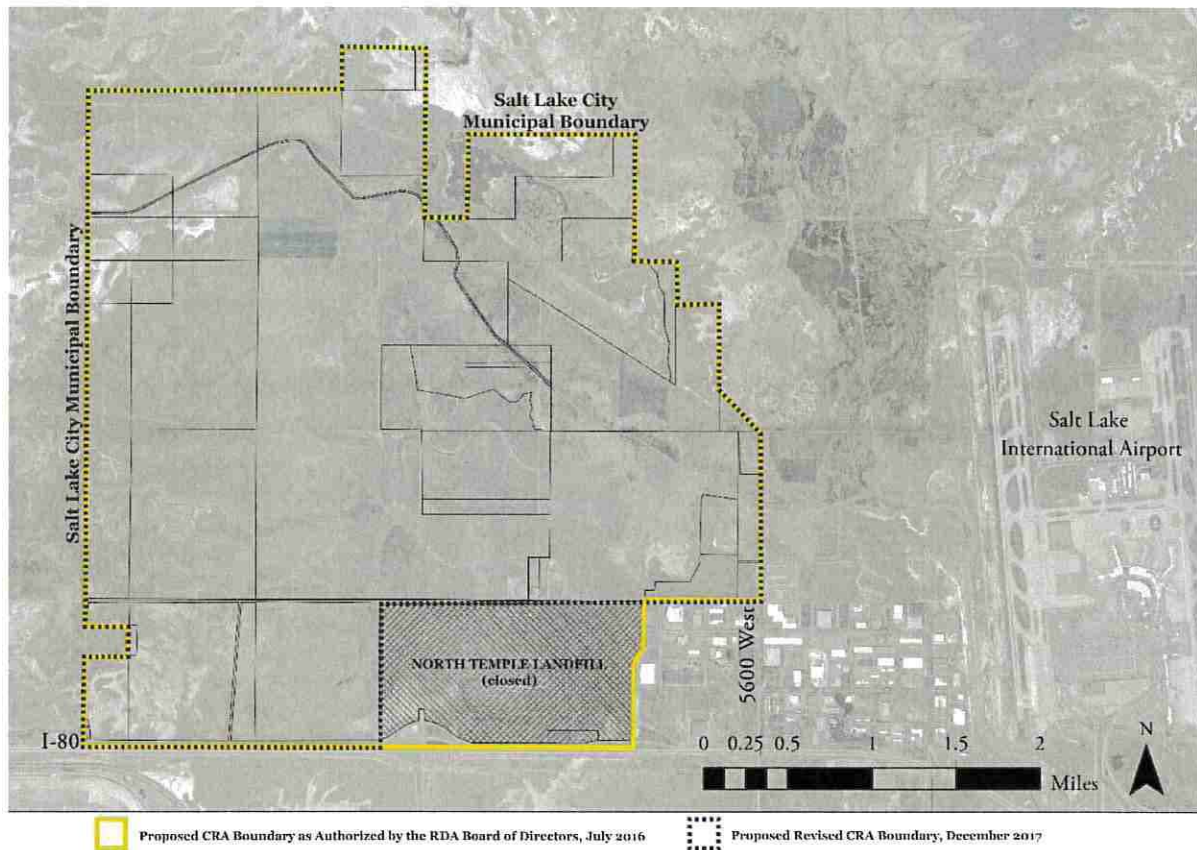 Salt Lake City
Municipal Boundary
Salt Lake City Municipal Boundary
Salt Lake
International Airport
NORTH TEMPLE LANDFILL
(closed)
5600 West
I-80
N
0 0.25 0.5 1 1.5 2
Miles
Proposed CRA Boundary as Authorized by the RDA Board of Directors, July 2016
Proposed Revised CRA Boundary, December 2017